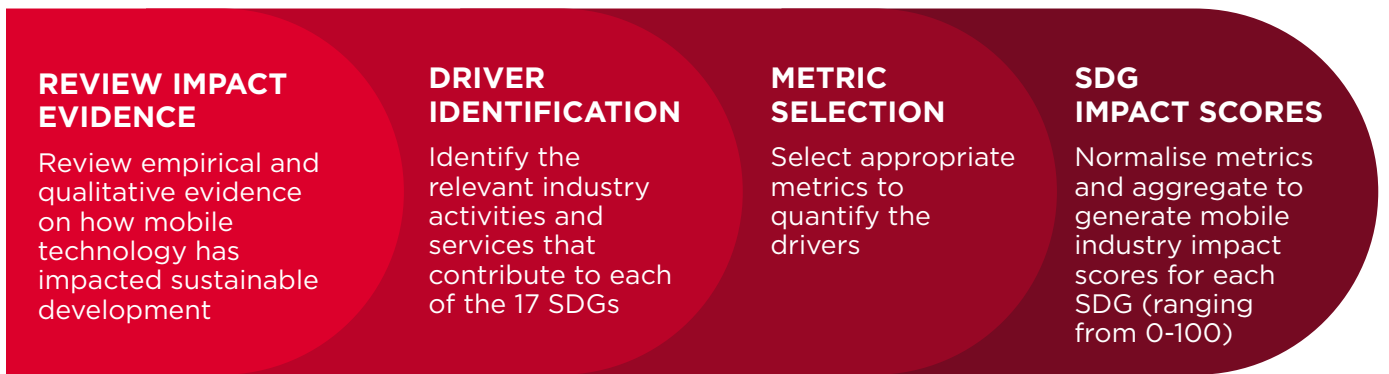 REVIEW IMPACT
EVIDENCE
Review empirical and
qualitative evidence
on how mobile
technology has
impacted sustainable
development
DRIVER
IDENTIFICATION
Identify the
relevant industry
activities and
services that
contribute to each
of the 17 SDGs
METRIC
SELECTION
Select appropriate
metrics to
quantify the
drivers
SDG
IMPACT SCORES
Normalise metrics
and aggregate to
generate mobile
industry impact
scores for each
SDG (ranging
from 0-100)